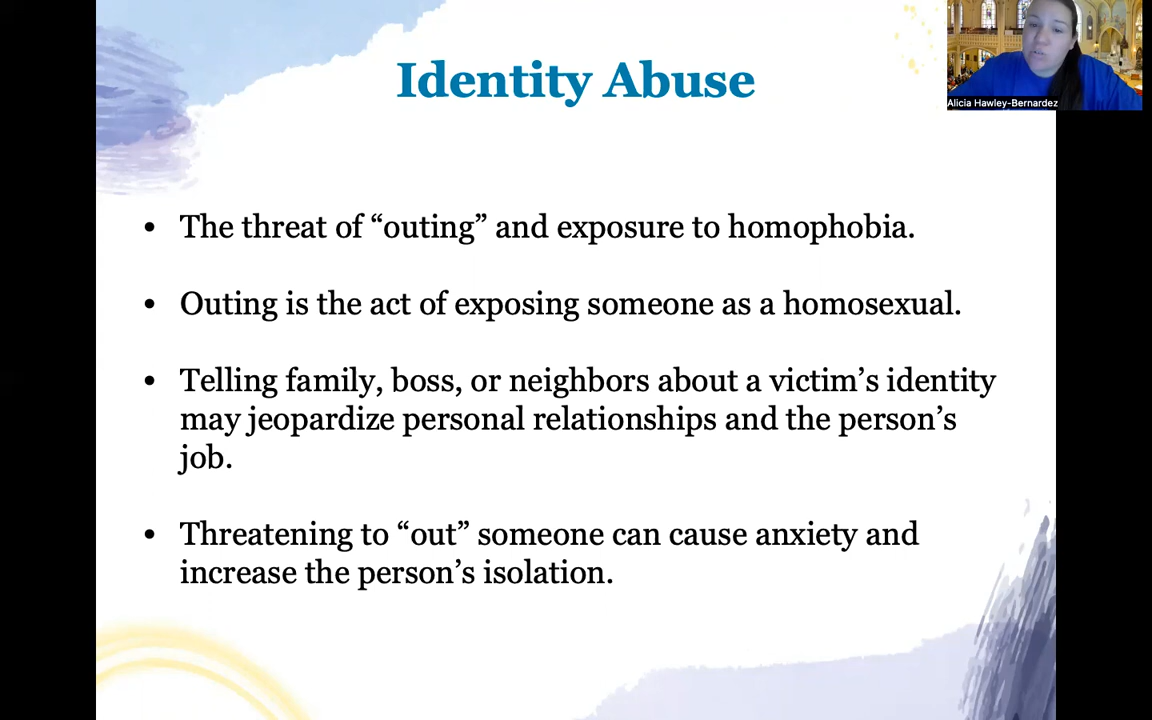 Identity Abuse
Alicia Hawley-Bernardez
• The threat of “outing” and exposure to homophobia.
• Outing is the act of exposing someone as a homosexual.
• Telling family, boss, or neighbors about a victim’s identity
may jeopardize personal relationships and the person’s
job.
• Threatening to “out” someone can cause anxiety and
increase the person’s isolation.